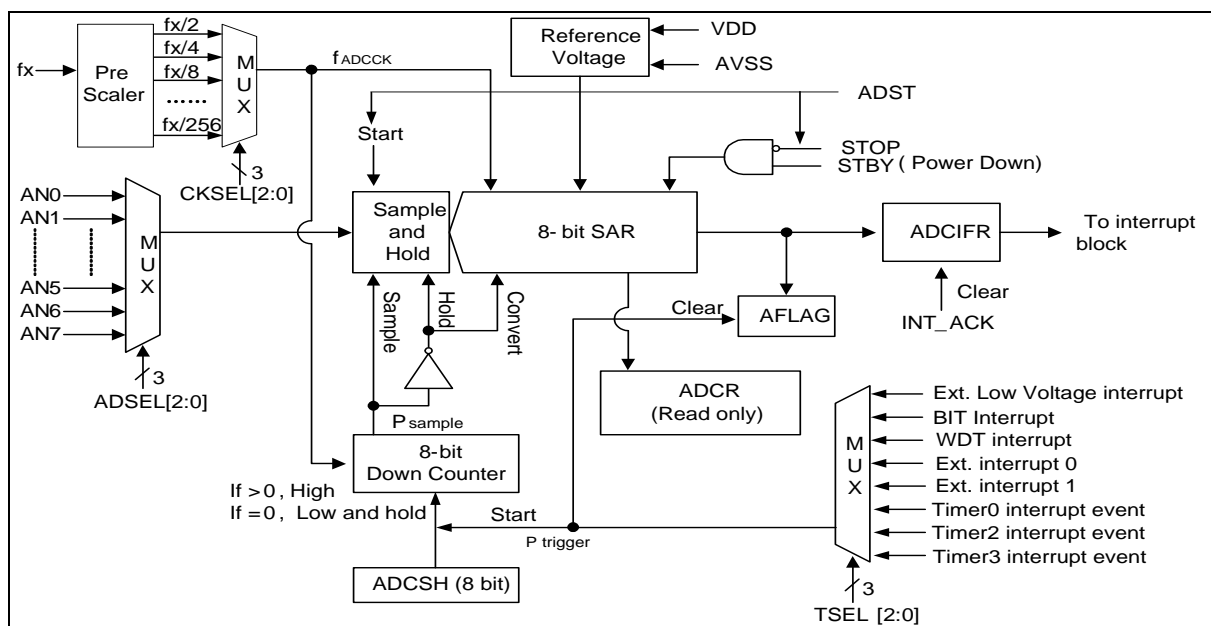 fx
Pre
Scaler
fx/2
fx/4
fx/8
......
fx/256
M
U
X
3
CKSEL[2:0]
fADCCK
Reference
Voltage
VDD
AVSS
ADST
Start
STOP
STBY ( Power Down)
AN0
AN1
AN5
AN6
AN7
M
U
X
3
ADSEL[2:0]
Sample
and
Hold
8- bit SAR
ADCIFR
To interrupt
block
Clear
INT_ ACK
Sample
Hold
Convert
Clear
AFLAG
ADCR
(Read only)
P sample
8-bit
Down Counter
If >0 , High
If =0 , Low and hold
Start
P trigger
ADCSH (8 bit)
M
U
X
Ext. Low Voltage interrupt
BIT Interrupt
WDT interrupt
Ext. interrupt 0
Ext. interrupt 1
Timer0 interrupt event
Timer2 interrupt event
Timer3 interrupt event
3
TSEL [2:0]